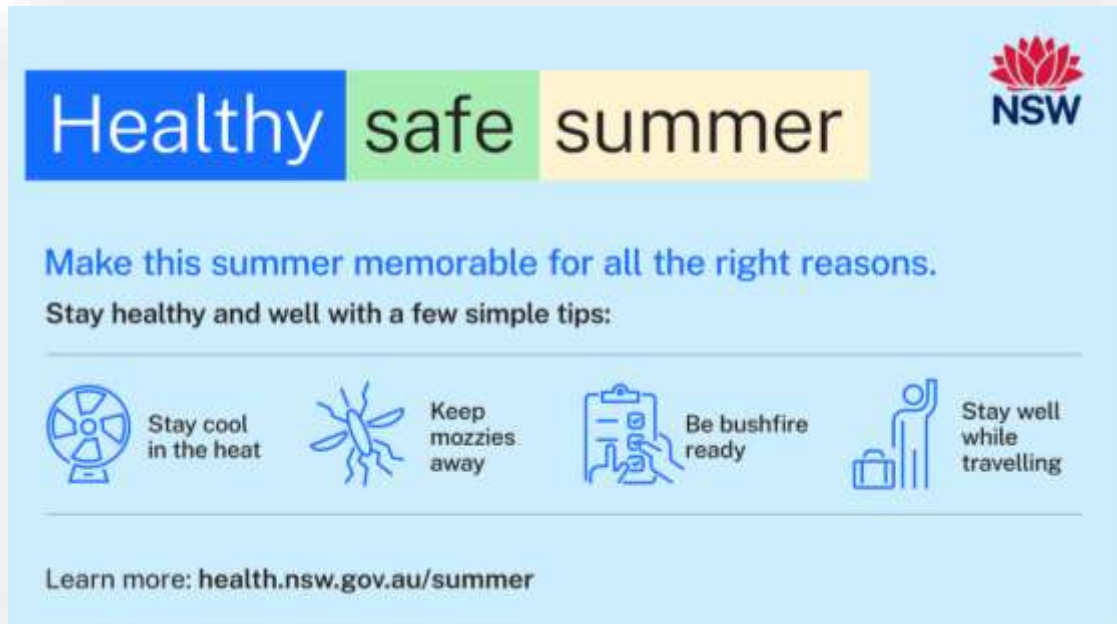 Healthy safe summer
NSW
Make this summer memorable for all the right reasons.
Stay healthy and well with a few simple tips:
Stay cool
in the heat
Keep
mozzies
away
Be bushfire
ready
Stay well
while
travelling
Learn more: health.nsw.gov.au/summer